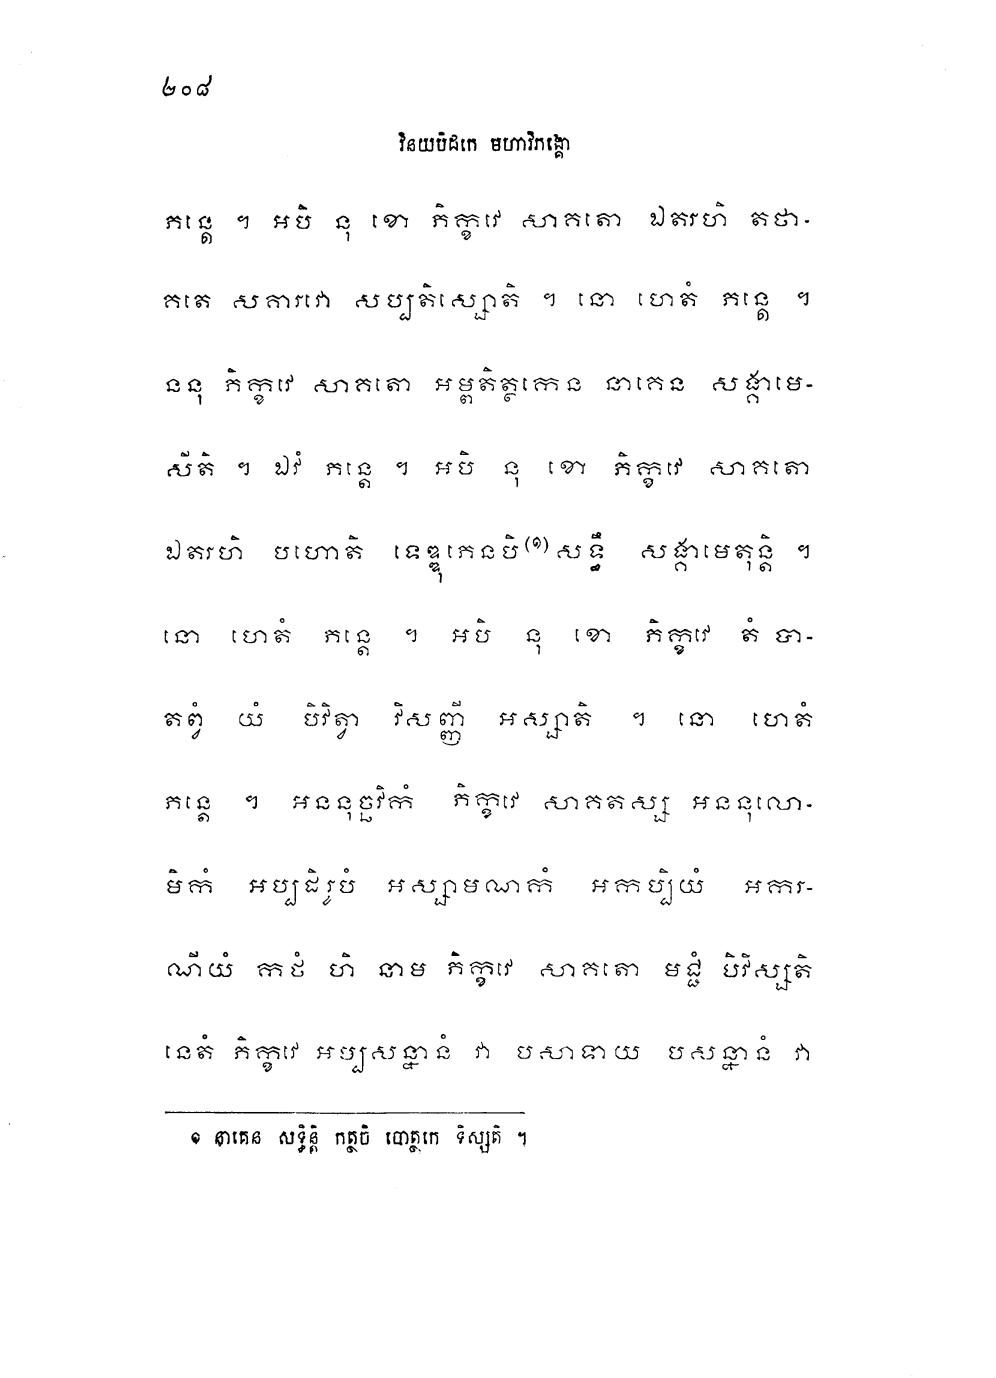 ២០៨
វិនយបិដកេ មហាវិភង្គោ
ភន្តេ ។ អបិ នុ ខោ ភិក្ខវេ សាគតោ ឯតរហិ តថា-
គតេ សគារវោ សប្បតិស្សោតិ ។ នោ ហេតំ ភន្តេ ។
ននុ ភិក្ខវេ សាគតោ អម្ពតិត្ថកេន នាគេន សង្គាមេ-
សីតិ ។ ឯវំ ភន្តេ ។ អបិ នុ ខោ ភិក្ខវេ សាគតោ
ឯតរហិ បហោតិ ទេឌ្ឌុភេនបិ(១) សទ្ធឹ សង្គាមេតុន្តិ ។
នោ ហេតំ ភន្តេ ។ អបិ នុ ខោ ភិក្ខវេ តំ បា-
តព្វំ យំ បិវិត្វា វិសញ្ញី អស្សាតិ ។ នោ ហេតំ
ភន្តេ ។ អននុច្ឆវិកំ ភិក្ខវេ សាគតស្ស អននុលោ-
មិកំ អប្បដិរូបំ អស្សាមណកំ អកប្បិយំ អករ-
ណីយំ កថំ ហិ នាម ភិក្ខវេ សាគតោ មជ្ជំ បិវិស្សតិ
នេតំ ភិក្ខវេ អប្បសន្នានំ វា បសាទាយ បសន្នានំ វា
១ នាគេន សទ្ធិន្តិ កត្ថចិ បោត្ថកេ ទិស្សតិ ។